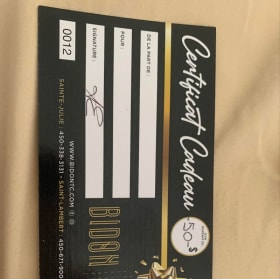 Certificat Cadeau
50$
DE LA PART DE :
POUR :
SIGNATURE :
0012
BIDON
WWW.BIDONTC.COM
SAINTE-JULIE
450-338-3131 - SAINT-LAMBERT : 450-671-900